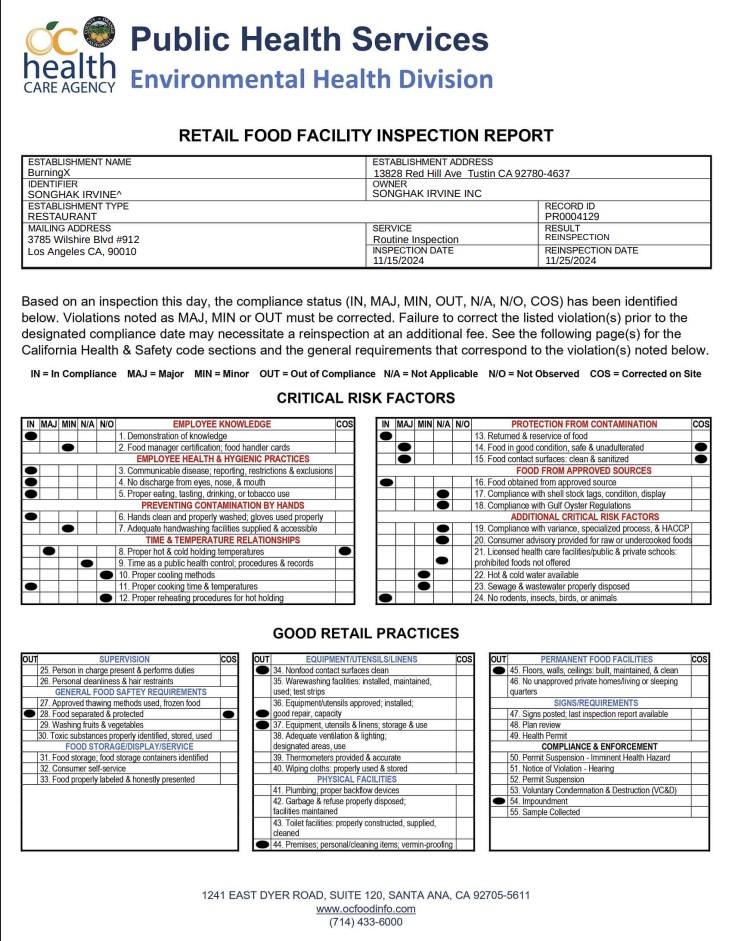 OC
health
CARE AGENCY
Public Health Services
Environmental Health Division
RETAIL FOOD FACILITY INSPECTION REPORT
ESTABLISHMENT NAME
BurningX
ESTABLISHMENT ADDRESS
13828 Red Hill Ave Tustin CA 92780-4637
IDENTIFIER
SONGHAK IRVINE^
OWNER
SONGHAK IRVINE INC
ESTABLISHMENT TYPE
RESTAURANT
RECORD ID
PR0004129
MAILING ADDRESS
3785 Wilshire Blvd #912
Los Angeles CA, 90010
SERVICE
Routine Inspection
RESULT
REINSPECTION
INSPECTION DATE
11/15/2024
REINSPECTION DATE
11/25/2024
Based on an inspection this day, the compliance status (IN, MAJ, MIN, OUT, N/A, N/O, COS) has been identified
below. Violations noted as MAJ, MIN or OUT must be corrected. Failure to correct the listed violation(s) prior to the
designated compliance date may necessitate a reinspection at an additional fee. See the following page(s) for the
California Health & Safety code sections and the general requirements that correspond to the violation(s) noted below.
IN = In Compliance MAJ = Major MIN = Minor OUT = Out of Compliance N/A = Not Applicable N/O = Not Observed COS = Corrected on Site
CRITICAL RISK FACTORS
IN MAJ MIN N/A N/O EMPLOYEE KNOWLEDGE COS
1. Demonstration of knowledge
2. Food manager certification; food handler cards
EMPLOYEE HEALTH & HYGIENIC PRACTICES
3. Communicable disease; reporting, restrictions & exclusions
4. No discharge from eyes, nose, & mouth
5. Proper eating, tasting, drinking, or tobacco use
PREVENTING CONTAMINATION BY HANDS
6. Hands clean and properly washed; gloves used properly
7. Adequate handwashing facilities supplied & accessible
TIME & TEMPERATURE RELATIONSHIPS
8. Proper hot & cold holding temperatures
9. Time as a public health control; procedures & records
10. Proper cooling methods
11. Proper cooking time & temperatures
12. Proper reheating procedures for hot holding
IN MAJ MIN N/A N/O PROTECTION FROM CONTAMINATION COS
13. Returned & reservice of food
14. Food in good condition, safe & unadulterated
15. Food contact surfaces: clean & sanitized
FOOD FROM APPROVED SOURCES
16. Food obtained from approved source
17. Compliance with shell stock tags, condition, display
18. Compliance with Gulf Oyster Regulations
ADDITIONAL CRITICAL RISK FACTORS
19. Compliance with variance, specialized process, & HACCP
20. Consumer advisory provided for raw or undercooked foods
21. Licensed health care facilities/public & private schools:
prohibited foods not offered
22. Hot & cold water available
23. Sewage & wastewater properly disposed
24. No rodents, insects, birds, or animals
GOOD RETAIL PRACTICES
OUT SUPERVISION COS
25. Person in charge present & performs duties
26. Personal cleanliness & hair restraints
GENERAL FOOD SAFTEY REQUIREMENTS
27. Approved thawing methods used, frozen food
28. Food separated & protected
29. Washing fruits & vegetables
30. Toxic substances properly identified, stored, used
FOOD STORAGE/DISPLAY/SERVICE
31. Food storage; food storage containers identified
32. Consumer self-service
33. Food properly labeled & honestly presented
OUT EQUIPMENT/UTENSILS/LINENS COS
34. Nonfood contact surfaces clean
35. Warewashing facilities: installed, maintained,
used; test strips
36. Equipment/utensils approved; installed;
good repair, capacity
37. Equipment, utensils & linens; storage & use
38. Adequate ventilation & lighting;
designated areas, use
39. Thermometers provided & accurate
40. Wiping cloths: properly used & stored
PHYSICAL FACILITIES
41. Plumbing; proper backflow devices
42. Garbage & refuse properly disposed;
facilities maintained
43. Toilet facilities: properly constructed, supplied,
cleaned
44. Premises; personal/cleaning items; vermin-proofing
OUT PERMANENT FOOD FACILITIES COS
45. Floors, walls, ceilings: built, maintained, & clean
46. No unapproved private homes/living or sleeping
quarters
SIGNS/REQUIREMENTS
47. Signs posted; last inspection report available
48. Plan review
49. Health Permit
COMPLIANCE & ENFORCEMENT
50. Permit Suspension - Imminent Health Hazard
51. Notice of Violation - Hearing
52. Permit Suspension
53. Voluntary Condemnation & Destruction (VC&D)
54. Impoundment
55. Sample Collected
1241 EAST DYER ROAD, SUITE 120, SANTA ANA, CA 92705-5611
www.ocfoodinfo.com
(714) 433-6000